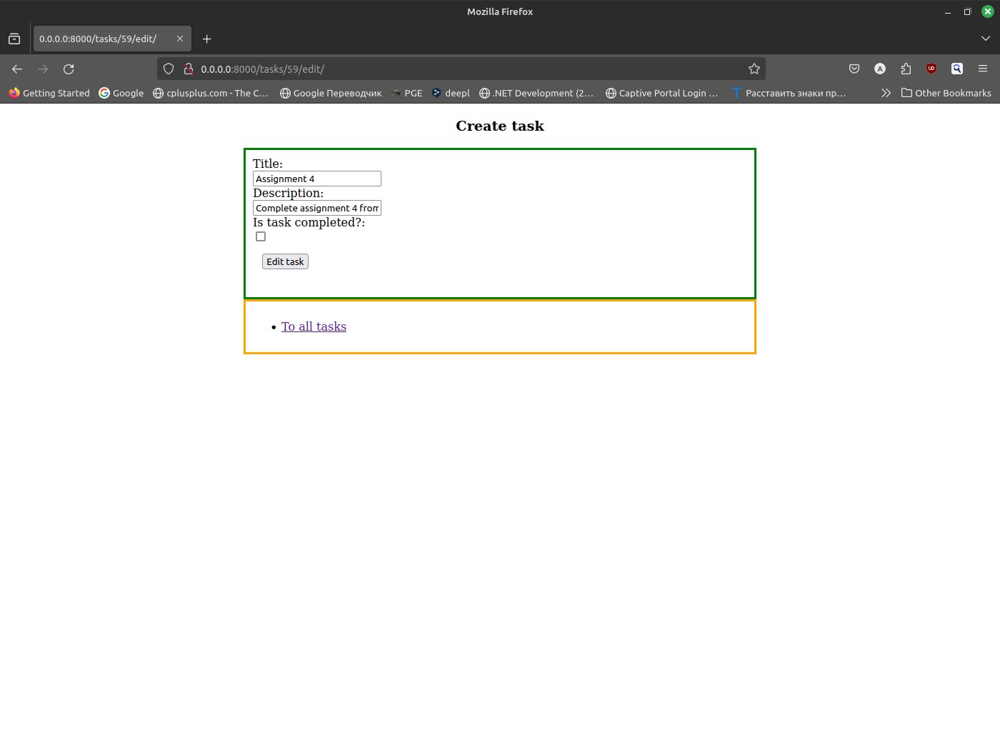 Mozilla Firefox
0.0.0.0:8000/tasks/59/edit/
0.0.0.0:8000/tasks/59/edit/
A
UD
Getting Started Google cplusplus.com - The C… Google Переводчик PGE deepl .NET Development (2… Captive Portal Login … T Расставить знаки пр… Other Bookmarks
Create task
Title:
Assignment 4
Description:
Complete assignment 4 from
Is task completed?:
Edit task
• To all tasks